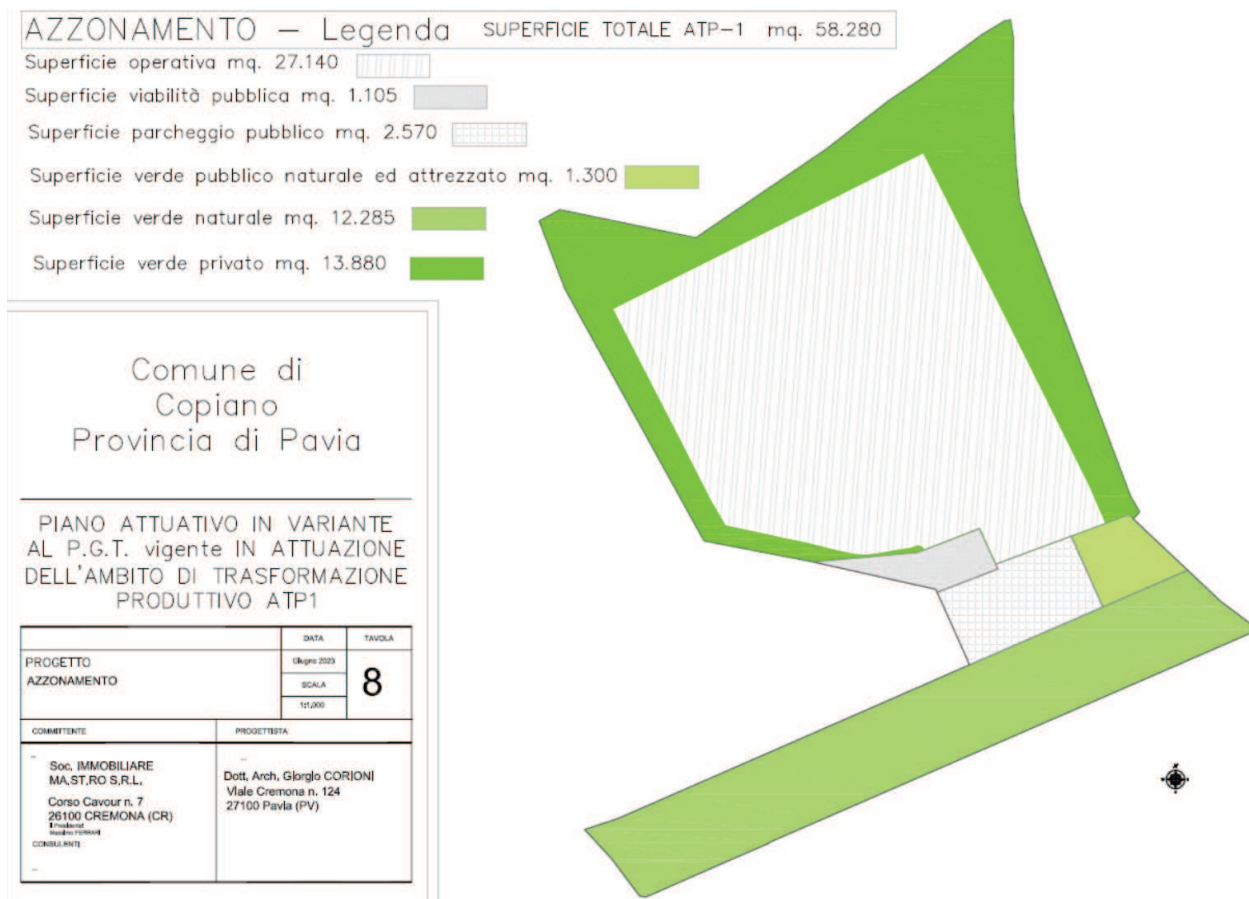 AZZONAMENTO – Legenda SUPERFICIE TOTALE ATP-1 mq. 58.280
Superficie operativa mq. 27.140
Superficie viabilità pubblica mq. 1.105
Superficie parcheggio pubblico mq. 2.570
Superficie verde pubblico naturale ed attrezzato mq. 1.300
Superficie verde naturale mq. 12.285
Superficie verde privato mq. 13.880
Comune di
Copiano
Provincia di Pavia
PIANO ATTUATIVO IN VARIANTE
AL P.G.T. vigente IN ATTUAZIONE
DELL'AMBITO DI TRASFORMAZIONE
PRODUTTIVO ATP1
DATA TAVOLA
PROGETTO
AZZONAMENTO
Giugno 2023
SCALA
1:1,000
8
COMMITTENTE PROGETTISTA
Soc. IMMOBILIARE
MA.ST.RO S.R.L.
Corso Cavour n. 7
26100 CREMONA (CR)
Il Presidente
Massimo FERRARI
Dott. Arch. Giorgio CORIONI
Viale Cremona n. 124
27100 Pavia (PV)
CONSULENTI